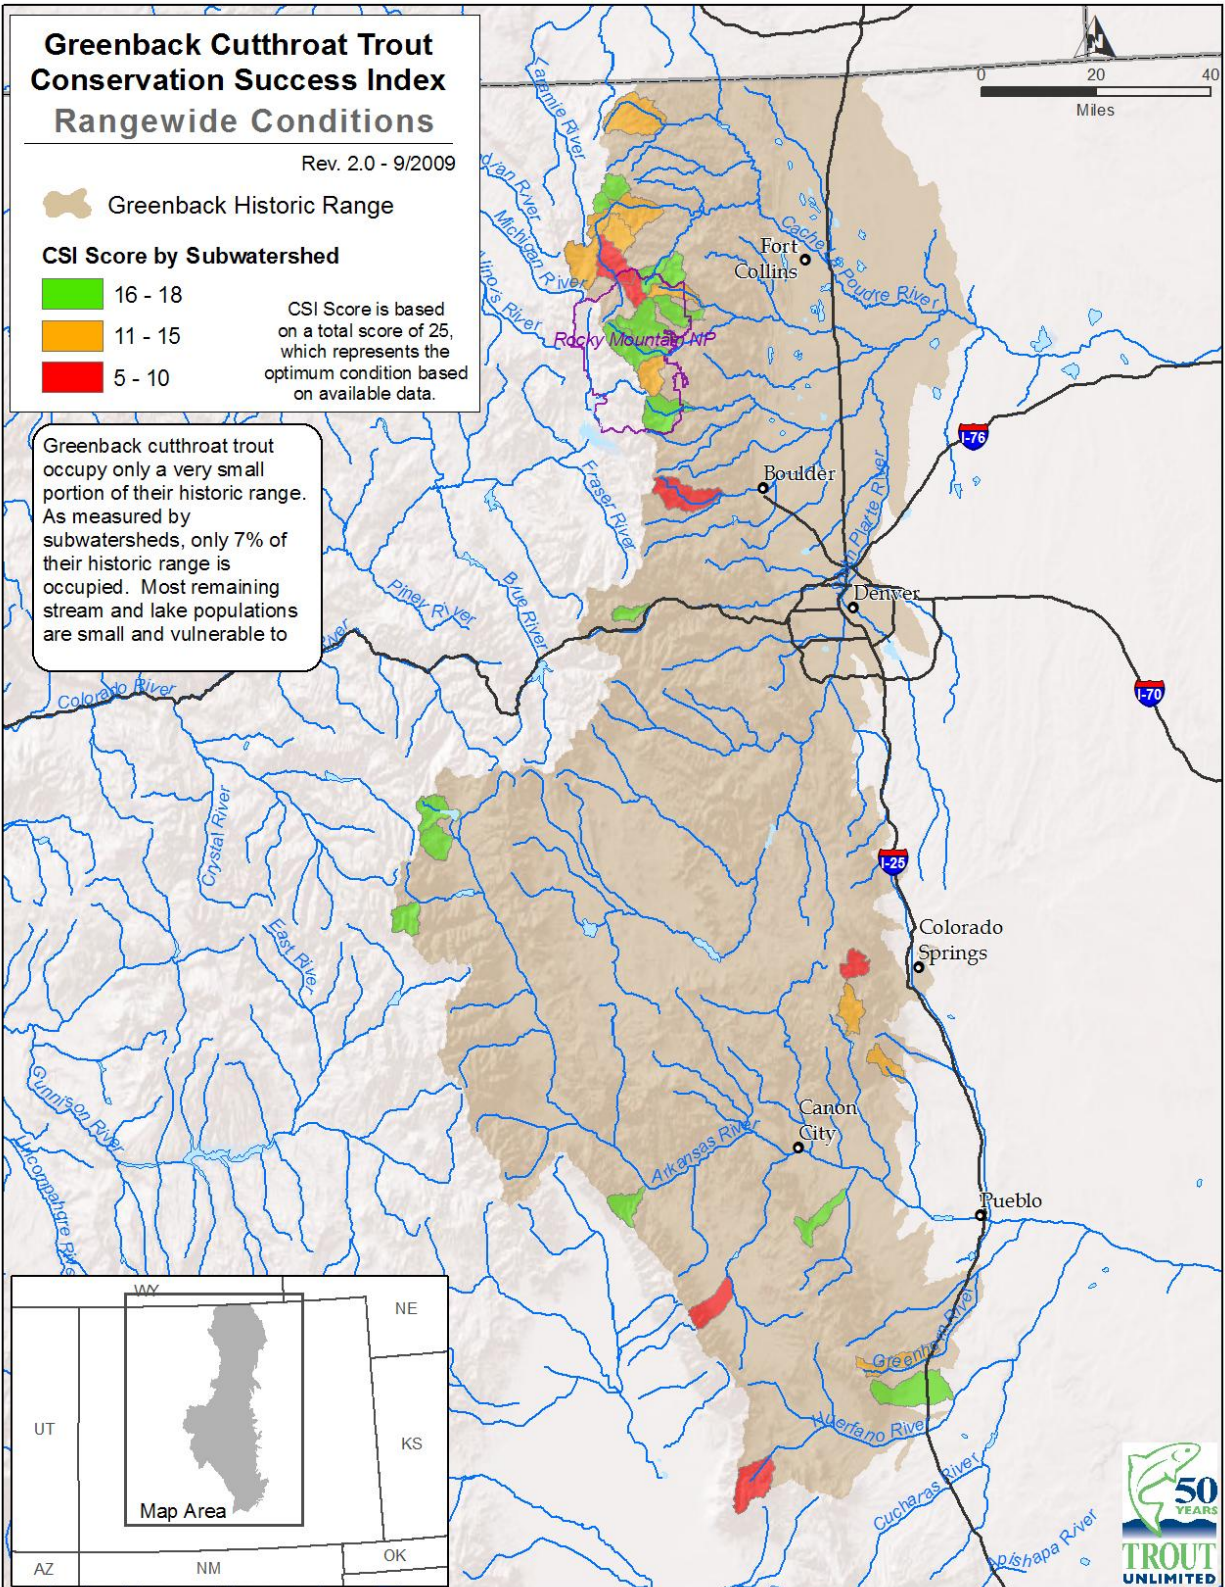 Greenback Cutthroat Trout
Conservation Success Index
Rangewide Conditions
Rev. 2.0 - 9/2009
Greenback Historic Range
CSI Score by Subwatershed
16 - 18
11 - 15
5 - 10
CSI Score is based
on a total score of 25,
which represents the
optimum condition based
on available data.
Greenback cutthroat trout
occupy only a very small
portion of their historic range.
As measured by
subwatersheds, only 7% of
their historic range is
occupied. Most remaining
stream and lake populations
are small and vulnerable to
N
0 20 40
Miles
Laramie River
River
Michigan River
River
Cache la Poudre River
Fort
Collins
Rocky Mountain NP
I-76
Boulder
Fraser River
Platte River
Denver
Piney River
Blue River
River
Colorado River
I-70
Crystal River
I-25
East River
Colorado
Springs
Gunnison River
Uncompahgre
Canon
City
Arkansas River
Pueblo
Greenhorn River
Huerfano River
Cucharas River
River
WY
NE
UT
KS
Map Area
AZ
NM
OK
50
YEARS
TROUT
UNLIMITED